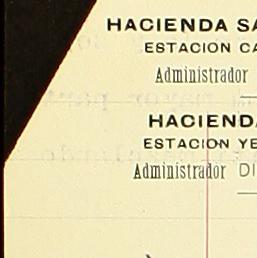 HACIENDA SA
ESTACION CA
Administrador
HACIENDA
ESTACION YE
Administrador DI